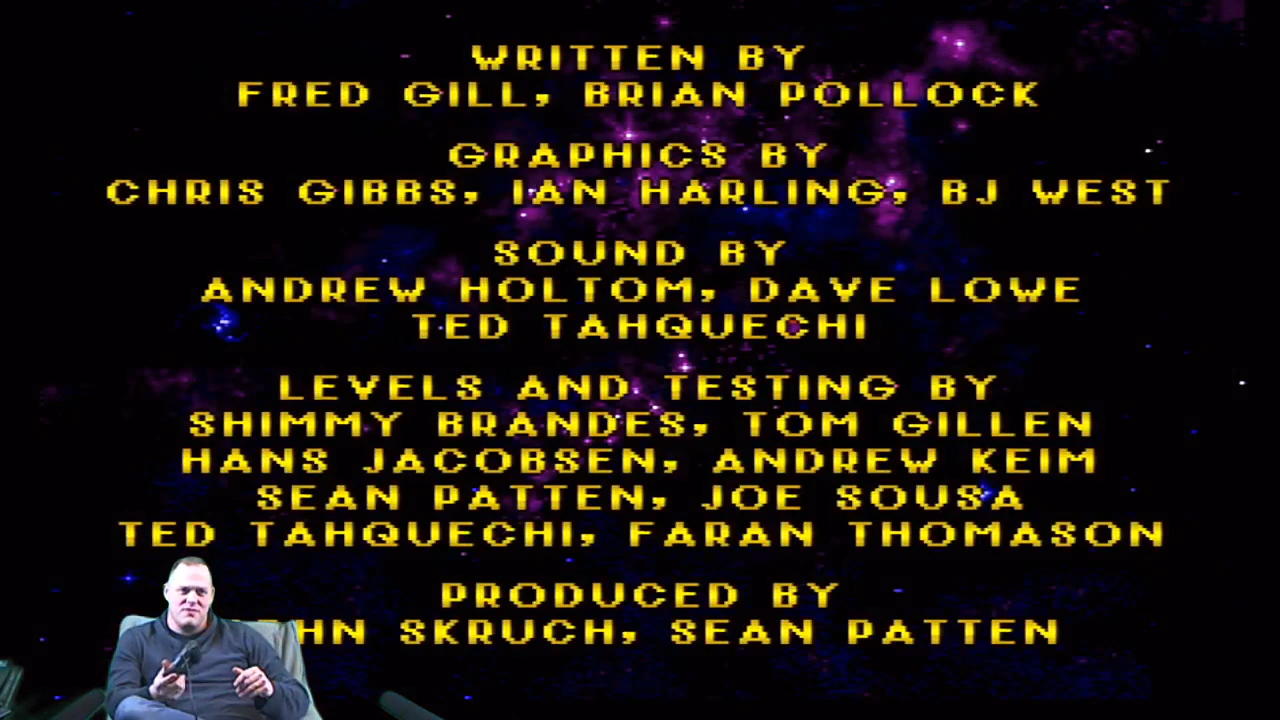 WRITTEN BY
FRED GILL, BRIAN POLLOCK
GRAPHICS BY
CHRIS GIBBS, IAN HARLING, BJ WEST
SOUND BY
ANDREW HOLTOM, DAVE LOWE
TED TAHQUECHI
LEVELS AND TESTING BY
SHIMMY BRANDES, TOM GILLEN
HANS JACOBSEN, ANDREW KEIM
SEAN PATTEN, JOE SOUSA
TED TAHQUECHI, FARAN THOMASON
PRODUCED BY
SKRUCH, SEAN PATTEN